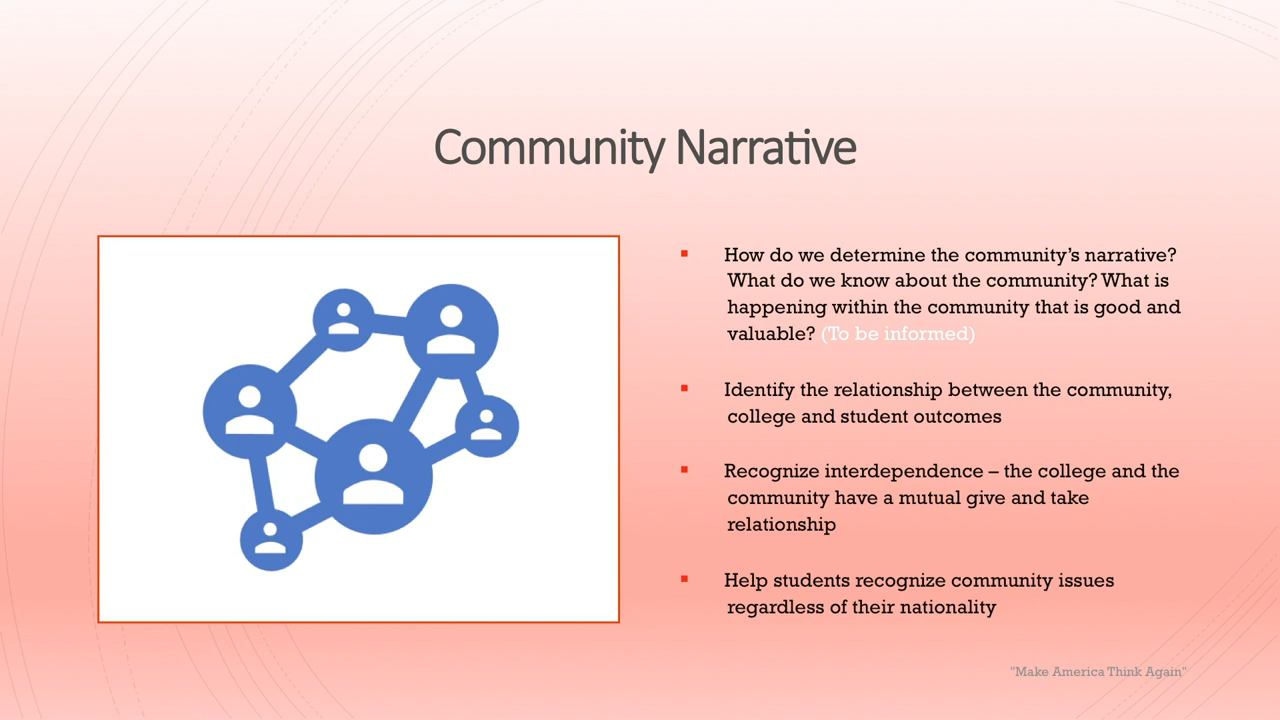 Community Narrative
▪ How do we determine the community’s narrative?
What do we know about the community? What is
happening within the community that is good and
valuable? (To be informed)
▪ Identify the relationship between the community,
college and student outcomes
▪ Recognize interdependence – the college and the
community have a mutual give and take
relationship
▪ Help students recognize community issues
regardless of their nationality
"Make America Think Again"